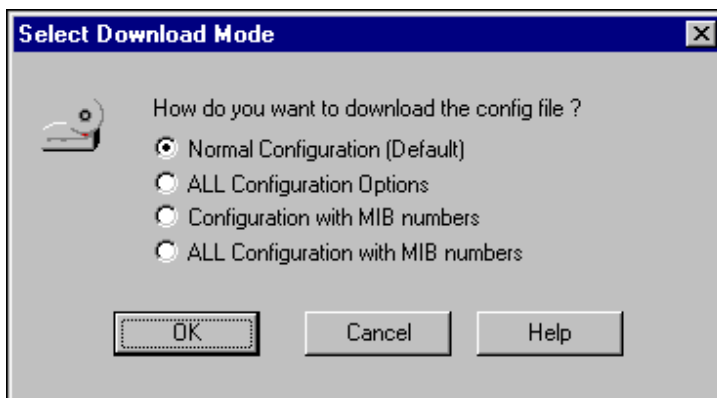 Select Download Mode
How do you want to download the config file ?
Normal Configuration (Default)
ALL Configuration Options
Configuration with MIB numbers
ALL Configuration with MIB numbers
OK Cancel Help